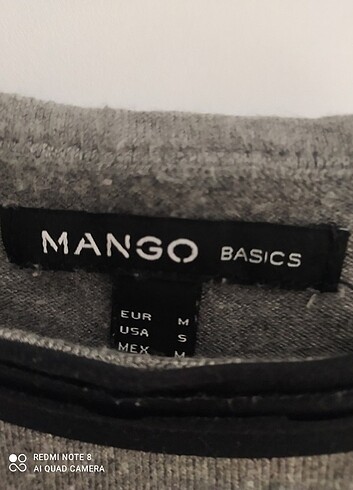 MANGO BASICS
EUR M
USA S
MEX M
REDMI NOTE 8
AI QUAD CAMERA